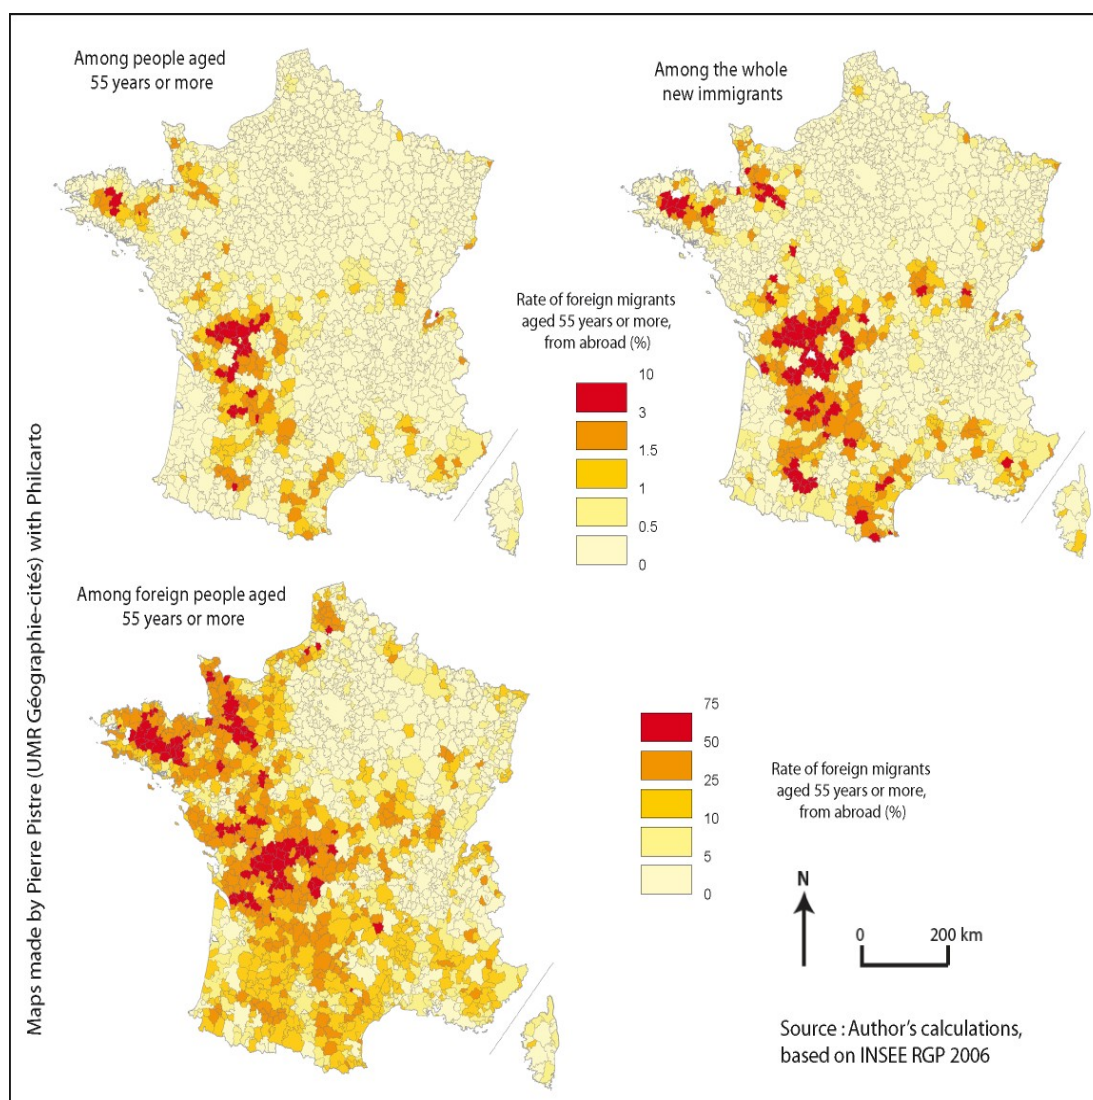 Among people aged
55 years or more
Among the whole
new immigrants
Rate of foreign migrants
aged 55 years or more,
from abroad (%)
10
3
1.5
1
0.5
0
Among foreign people aged
55 years or more
75
50
25
10
5
0
Rate of foreign migrants
aged 55 years or more,
from abroad (%)
N
0 200 km
Source : Author's calculations,
based on INSEE RGP 2006
Maps made by Pierre Pistre (UMR Géographie-cités) with Philcarto